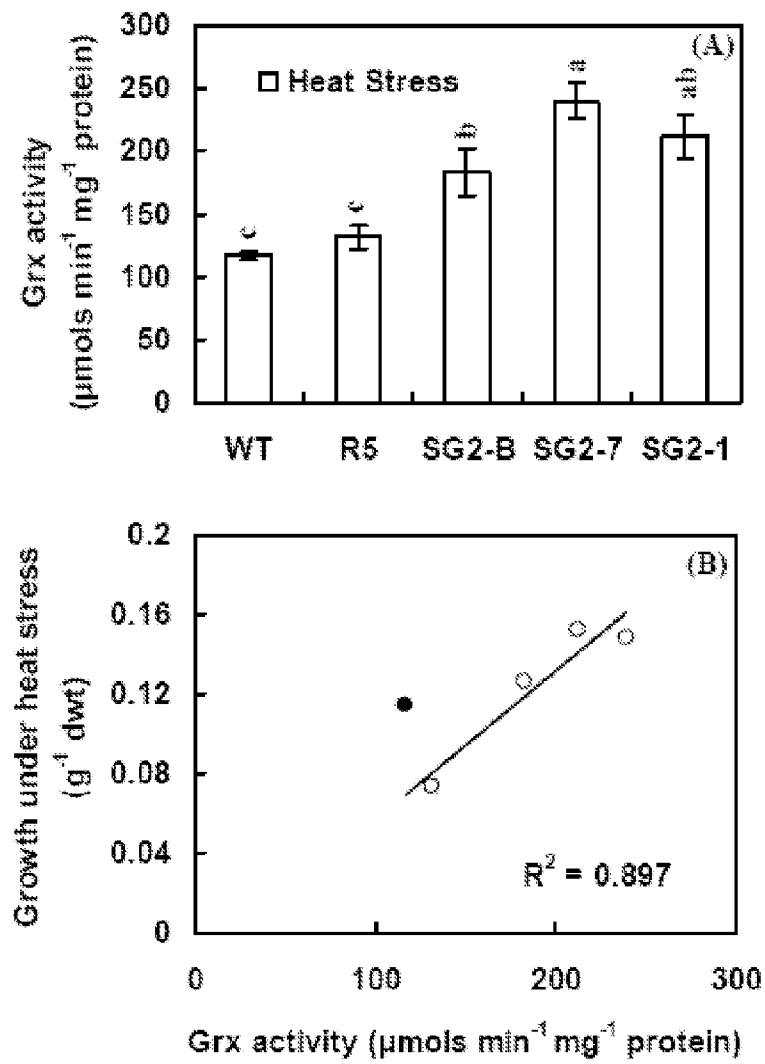 (A)
Heat Stress
Grx activity
(µmols min⁻¹ mg⁻¹ protein)
300
250
200
150
100
50
0
c
c
b
a
ab
WT R5 SG2-B SG2-7 SG2-1
(B)
Growth under heat stress
(g⁻¹ dwt)
0.2
0.16
0.12
0.08
0.04
0
R² = 0.897
0 100 200 300
Grx activity (µmols min⁻¹ mg⁻¹ protein)